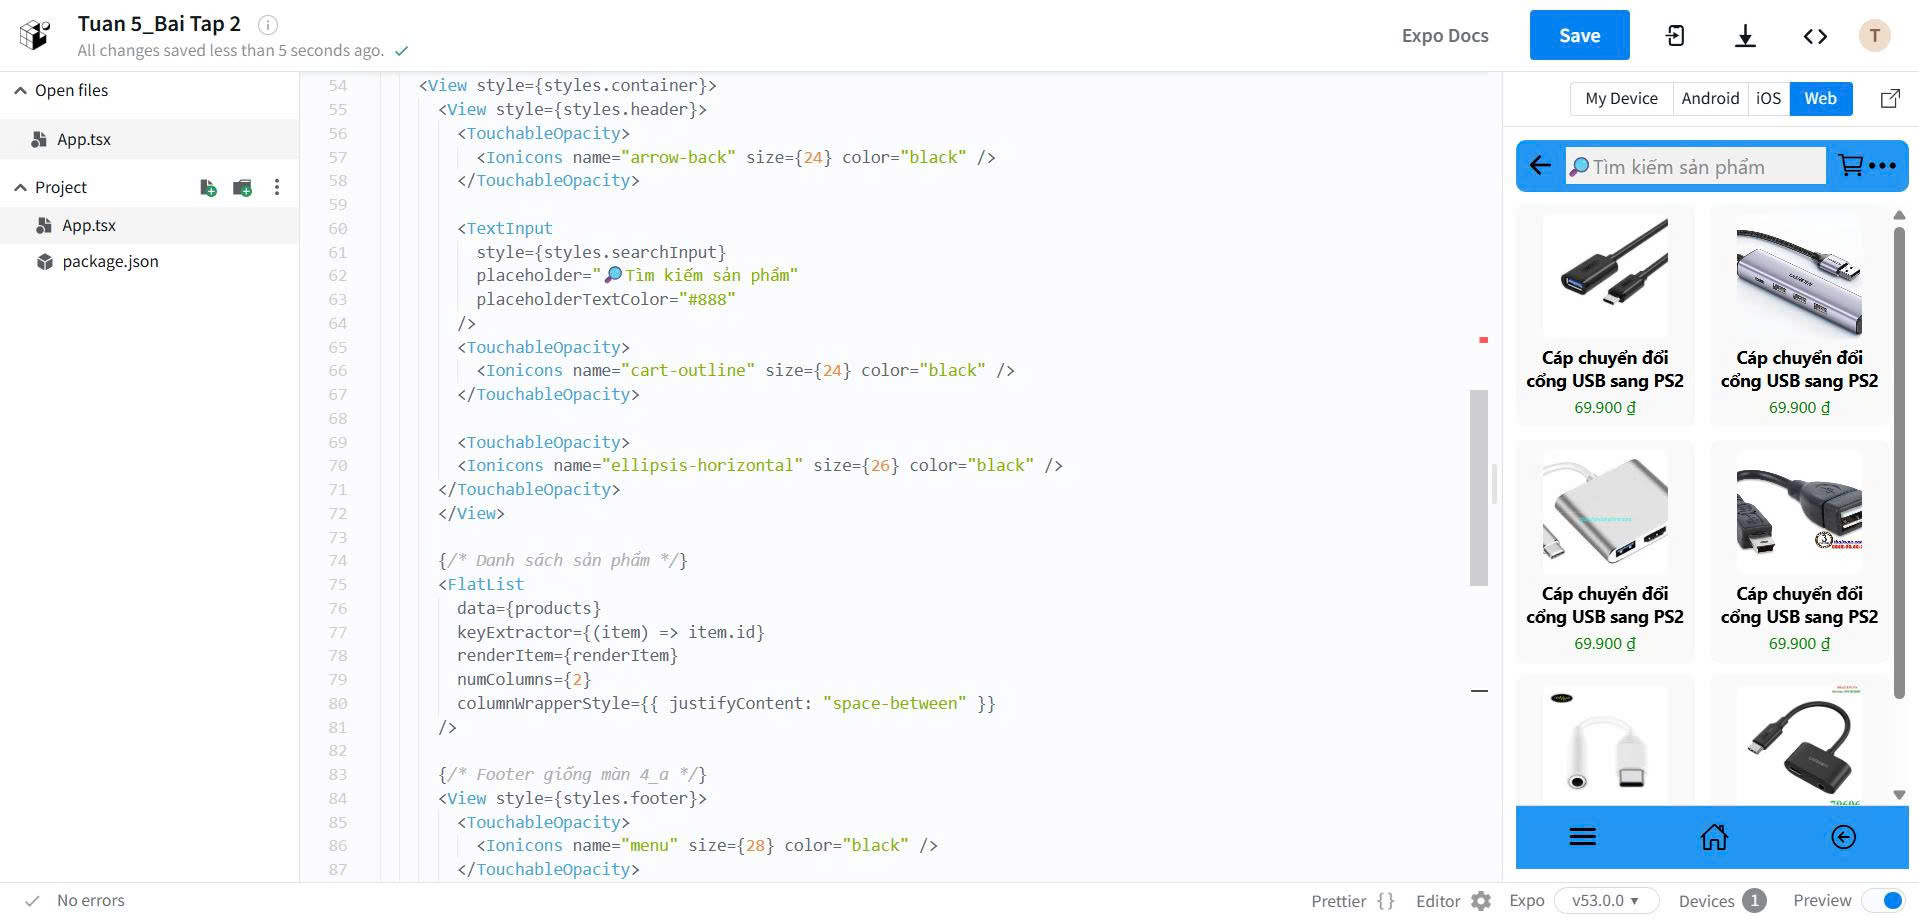 Tuan 5_Bai Tap 2
All changes saved less than 5 seconds ago.
Expo Docs
Save
T
Open files
App.tsx
Project
App.tsx
package.json
54 <View style={styles.container}>
55 <View style={styles.header}>
56 <TouchableOpacity>
57 <Ionicons name="arrow-back" size={24} color="black" />
58 </TouchableOpacity>
59
60 <TextInput
61 style={styles.searchInput}
62 placeholder="🔎Tìm kiếm sản phẩm"
63 placeholderTextColor="#888"
64 />
65 <TouchableOpacity>
66 <Ionicons name="cart-outline" size={24} color="black" />
67 </TouchableOpacity>
68
69 <TouchableOpacity>
70 <Ionicons name="ellipsis-horizontal" size={26} color="black" />
71 </TouchableOpacity>
72 </View>
73
74 {/* Danh sách sản phẩm */}
75 <FlatList
76 data={products}
77 keyExtractor={(item) => item.id}
78 renderItem={renderItem}
79 numColumns={2}
80 columnWrapperStyle={{ justifyContent: "space-between" }}
81 />
82
83 {/* Footer giống màn 4_a */}
84 <View style={styles.footer}>
85 <TouchableOpacity>
86 <Ionicons name="menu" size={28} color="black" />
87 </TouchableOpacity>
My Device Android iOS Web
🔎Tìm kiếm sản phẩm
Cáp chuyển đổi
cổng USB sang PS2
69.900 ₫
Cáp chuyển đổi
cổng USB sang PS2
69.900 ₫
Cáp chuyển đổi
cổng USB sang PS2
69.900 ₫
Cáp chuyển đổi
cổng USB sang PS2
69.900 ₫
No errors
Prettier {} Editor Expo v53.0.0 ▾ Devices 1 Preview